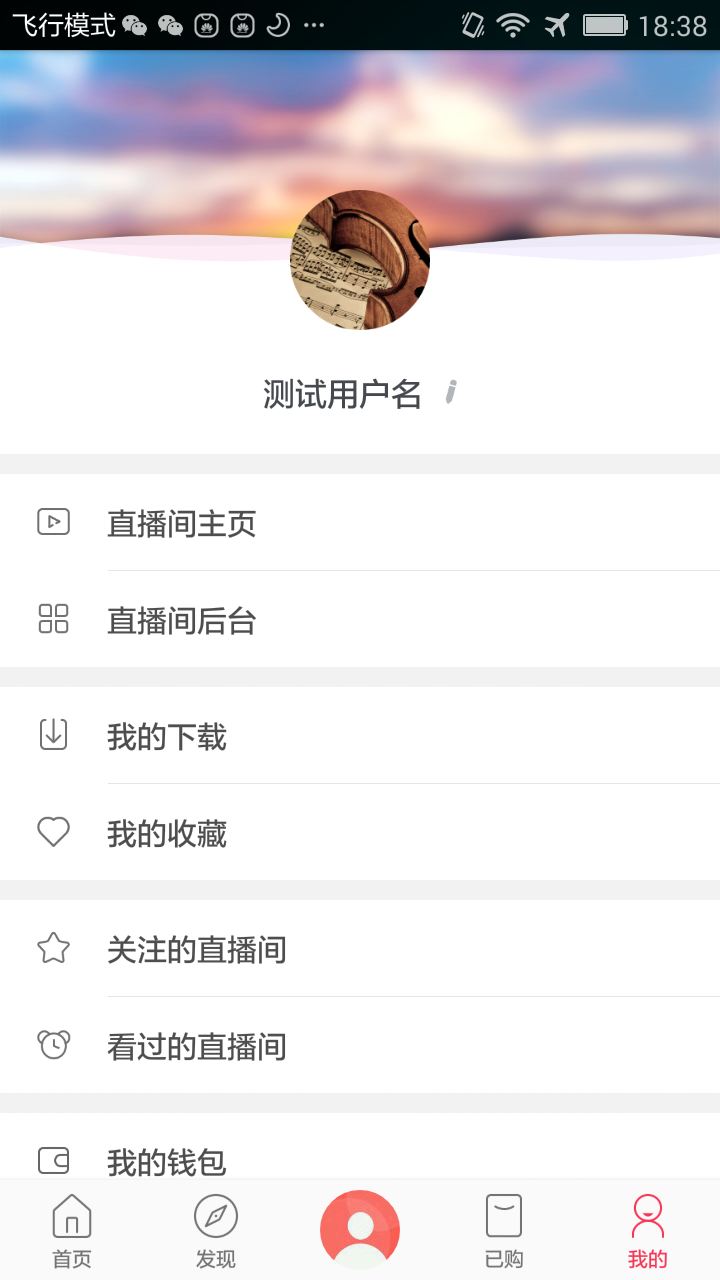 飞行模式 18:38
测试用户名
直播间主页
直播间后台
我的下载
我的收藏
关注的直播间
看过的直播间
我的钱包
首页 发现 已购 我的